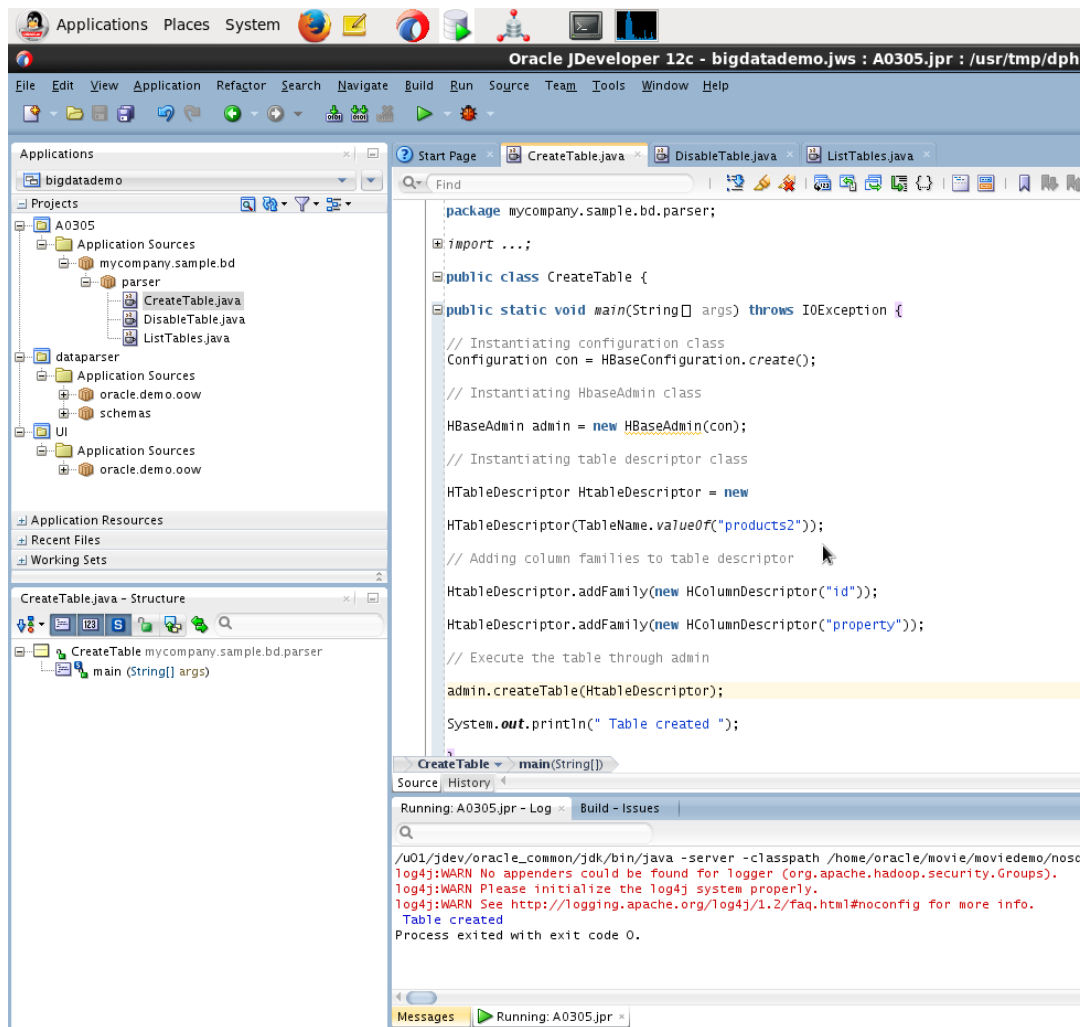 Applications Places System
Oracle JDeveloper 12c - bigdatademo.jws : A0305.jpr : /usr/tmp/dph
File Edit View Application Refactor Search Navigate Build Run Source Team Tools Window Help
Applications
bigdatademo
Projects
A0305
Application Sources
mycompany.sample.bd
parser
CreateTable.java
DisableTable.java
ListTables.java
dataparser
Application Sources
oracle.demo.oow
schemas
UI
Application Sources
oracle.demo.oow
Application Resources
Recent Files
Working Sets
CreateTable.java - Structure
CreateTable mycompany.sample.bd.parser
main (String[] args)
Start Page CreateTable.java DisableTable.java ListTables.java
Find
package mycompany.sample.bd.parser;
import ...;
public class CreateTable {
public static void main(String[] args) throws IOException {
// Instantiating configuration class
Configuration con = HBaseConfiguration.create();
// Instantiating HbaseAdmin class
HBaseAdmin admin = new HBaseAdmin(con);
// Instantiating table descriptor class
HTableDescriptor HtableDescriptor = new
HTableDescriptor(TableName.valueOf("products2"));
// Adding column families to table descriptor
HtableDescriptor.addFamily(new HColumnDescriptor("id"));
HtableDescriptor.addFamily(new HColumnDescriptor("property"));
// Execute the table through admin
admin.createTable(HtableDescriptor);
System.out.println(" Table created ");
}
CreateTable main(String[])
Source History
Running: A0305.jpr - Log Build - Issues
/u01/jdev/oracle_common/jdk/bin/java -server -classpath /home/oracle/movie/moviedemo/nosq
log4j:WARN No appenders could be found for logger (org.apache.hadoop.security.Groups).
log4j:WARN Please initialize the log4j system properly.
log4j:WARN See http://logging.apache.org/log4j/1.2/faq.html#noconfig for more info.
Table created
Process exited with exit code 0.
Messages Running: A0305.jpr